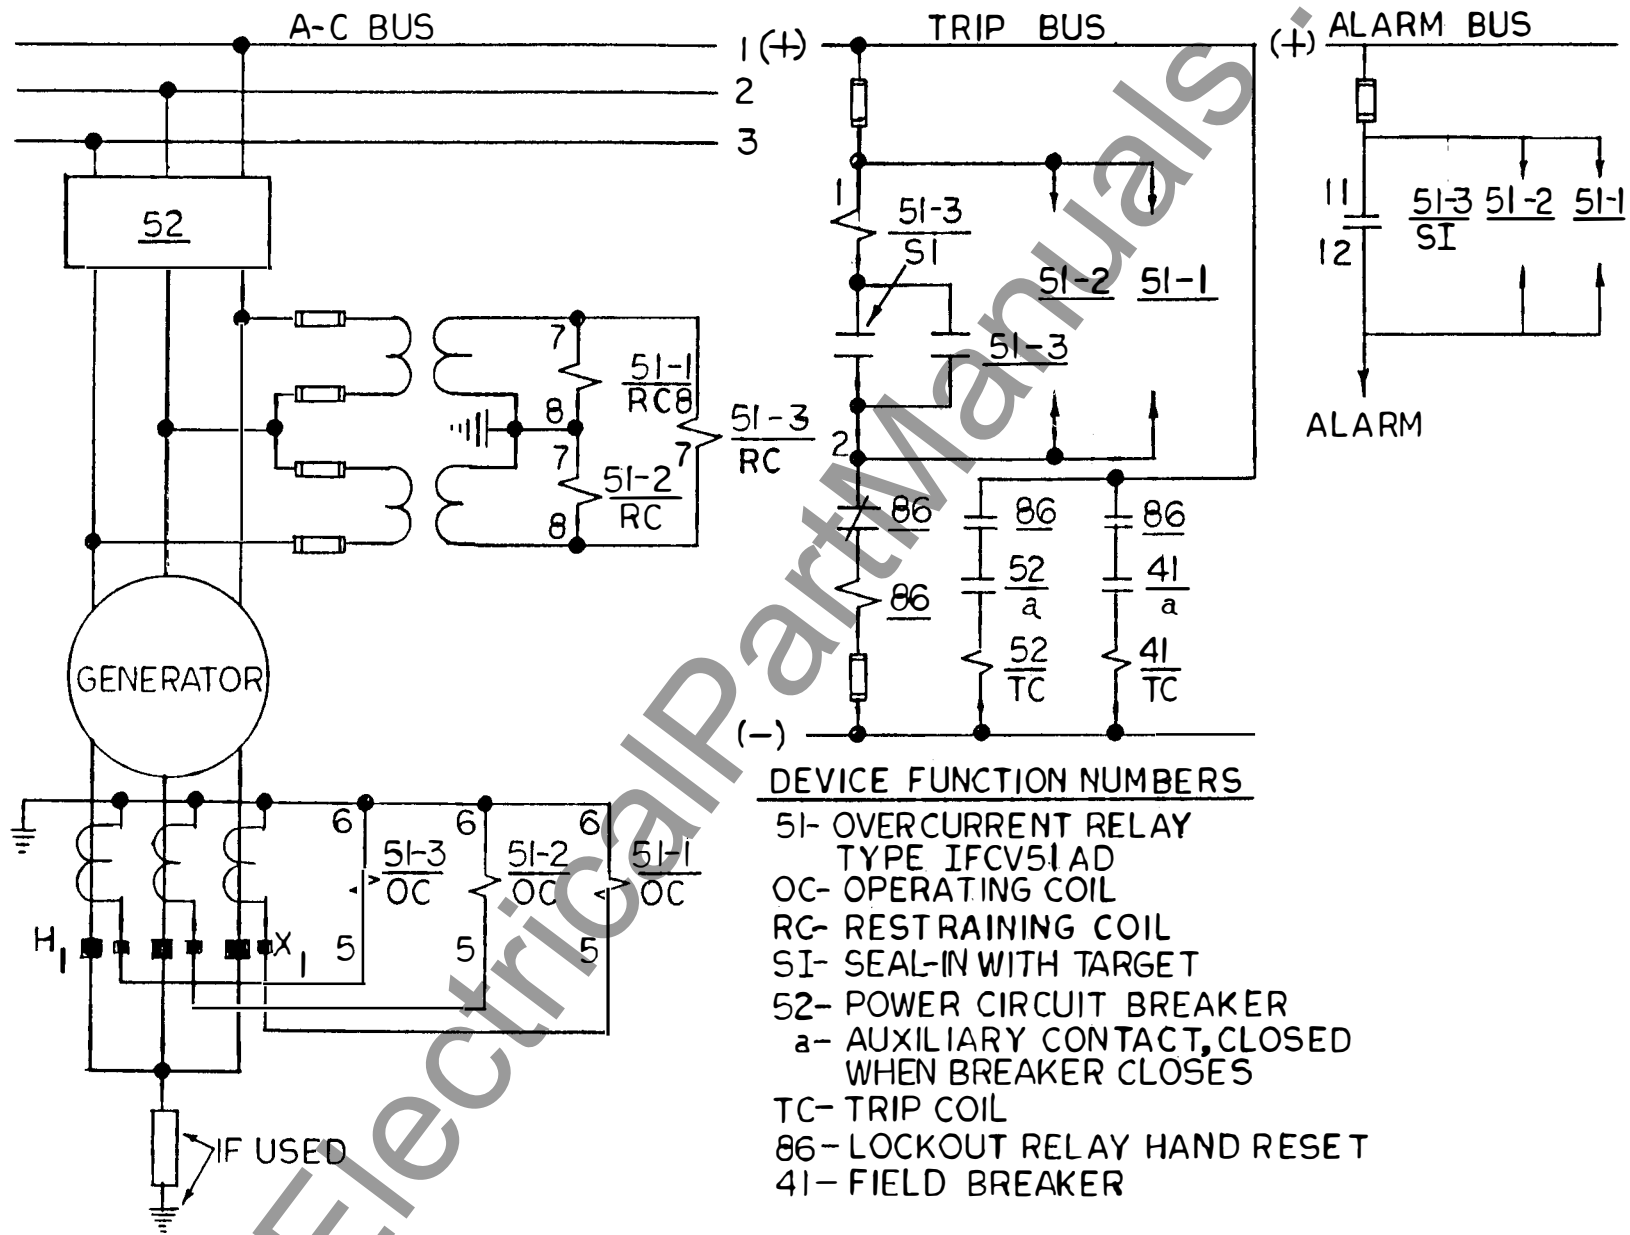 A-C BUS
1 (+)
TRIP BUS
(+) ALARM BUS
2
3
52
1
51-3
SI
51-2 51-1
51-3
2
11
12
51-3
SI
51-2
51-1
ALARM
7
51-1
RC
8
8
7
51-2
RC
8
51-3
RC
7
86
86
52
a
52
TC
86
86
41
a
41
TC
(-)
GENERATOR
6
51-3
OC
5
6
51-2
OC
5
6
51-1
OC
5
H1
X1
IF USED
DEVICE FUNCTION NUMBERS
51- OVERCURRENT RELAY
TYPE IFCV51AD
OC- OPERATING COIL
RC- RESTRAINING COIL
SI- SEAL-IN WITH TARGET
52- POWER CIRCUIT BREAKER
a- AUXILIARY CONTACT, CLOSED
WHEN BREAKER CLOSES
TC- TRIP COIL
86- LOCKOUT RELAY HAND RESET
41- FIELD BREAKER
ElectricalPartManuals